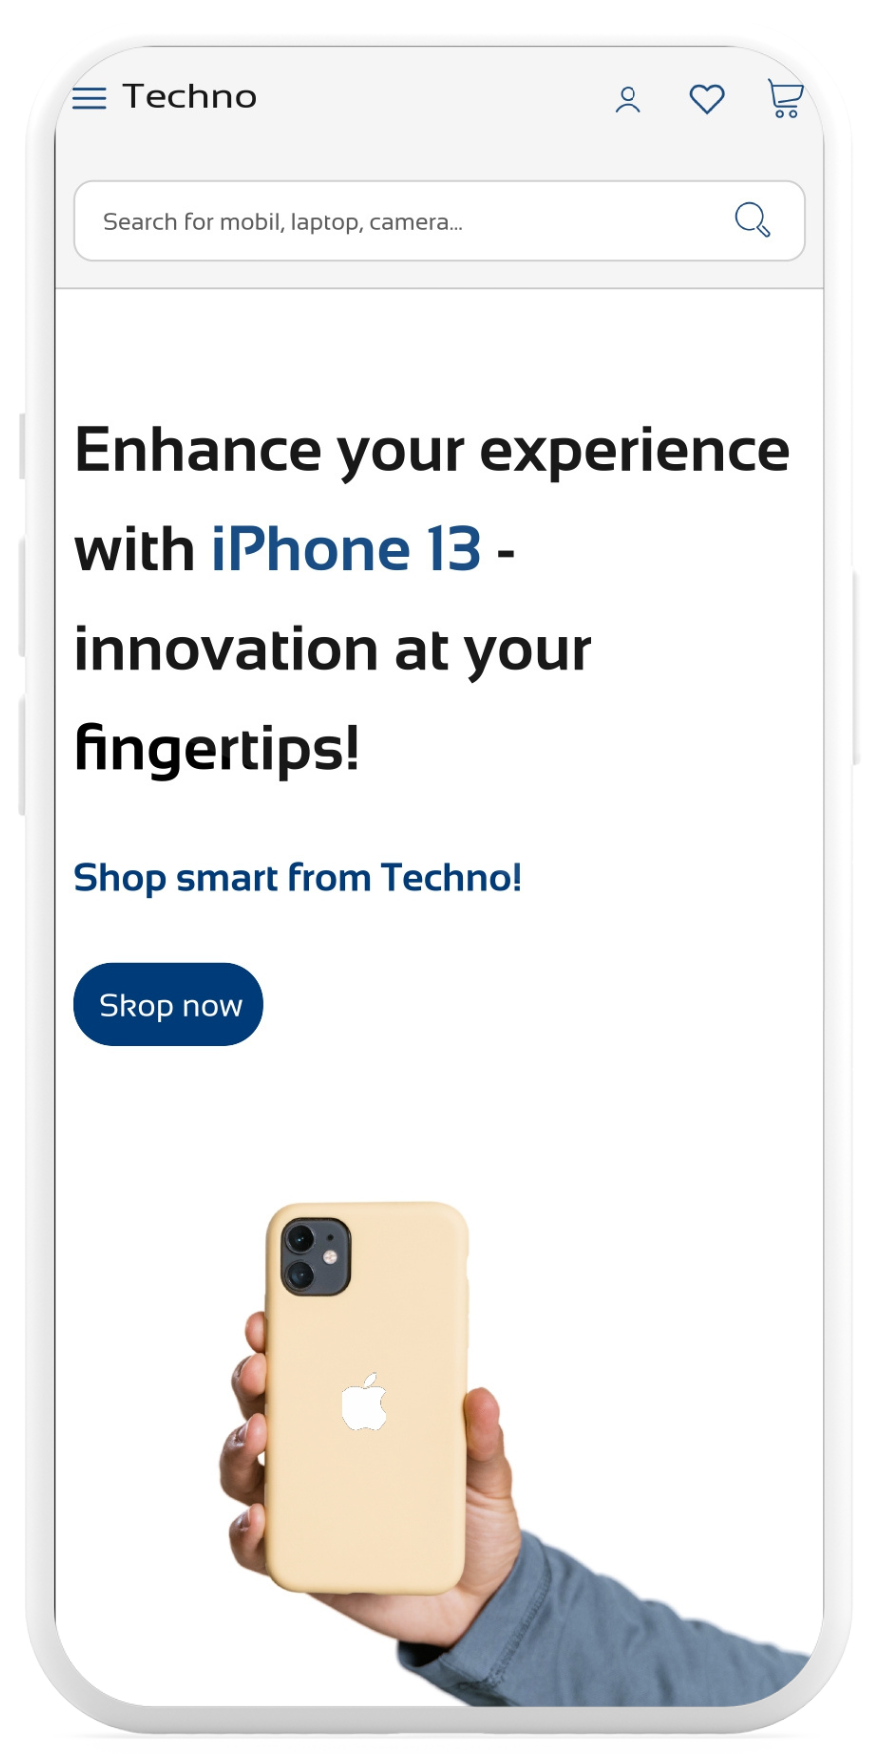 Techno
Search for mobil, laptop, camera...
Enhance your experience
with iPhone 13 -
innovation at your
fingertips!
Shop smart from Techno!
Skop now